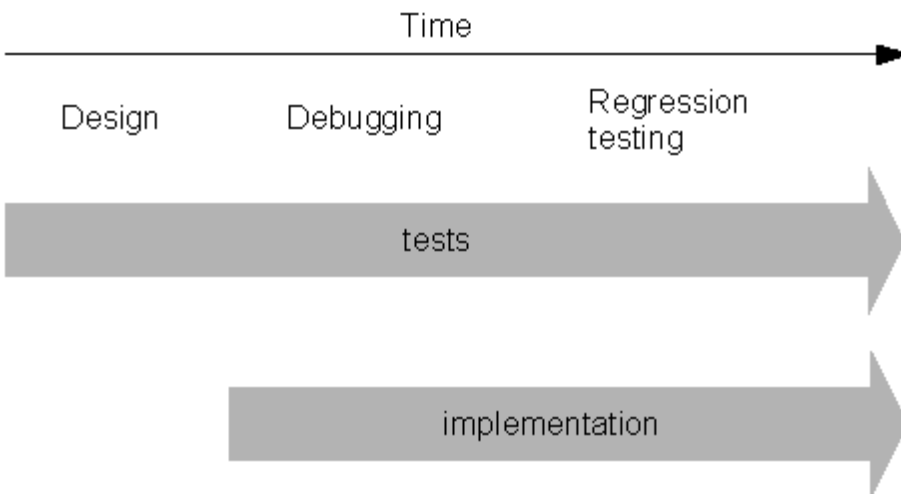 Time
Design
Debugging
Regression
testing
tests
implementation